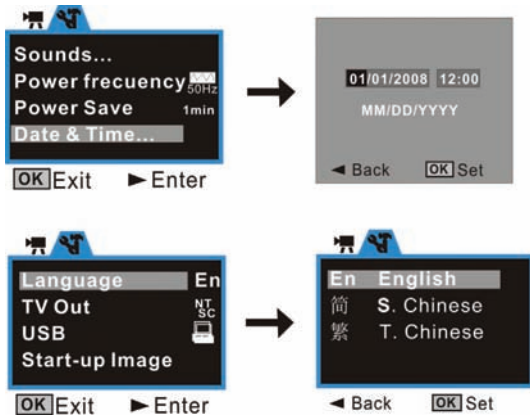 Sounds...
Power frecuency 50Hz
Power Save 1min
Date & Time...
OK Exit ► Enter
01/01/2008 12:00
MM/DD/YYYY
◄ Back OK Set
Language En
TV Out NTSC
USB
Start-up Image
OK Exit ► Enter
En English
简 S. Chinese
繁 T. Chinese
◄ Back OK Set